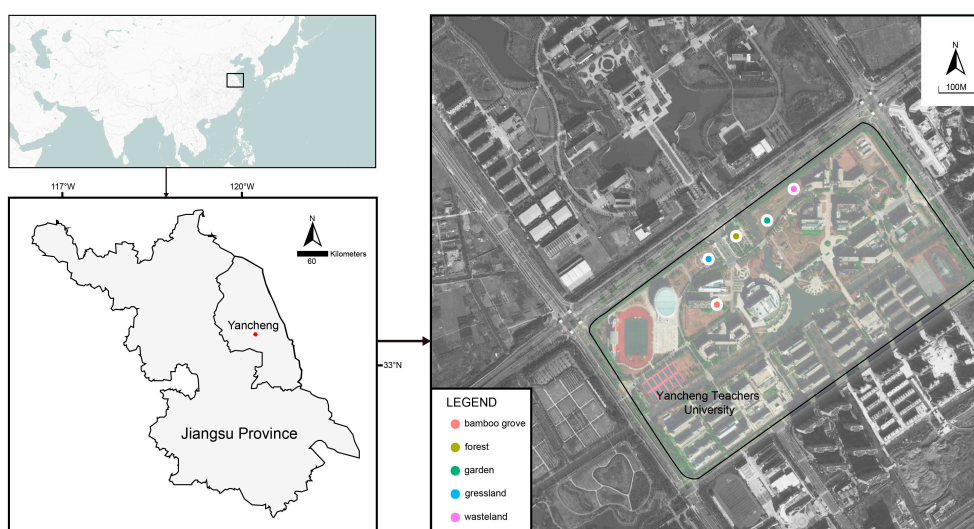 117°W
120°W
N
60
Kilometers
Yancheng
33°N
Jiangsu Province
N
100M
Yancheng Teachers
University
LEGEND
bamboo grove
forest
garden
gressland
wasteland